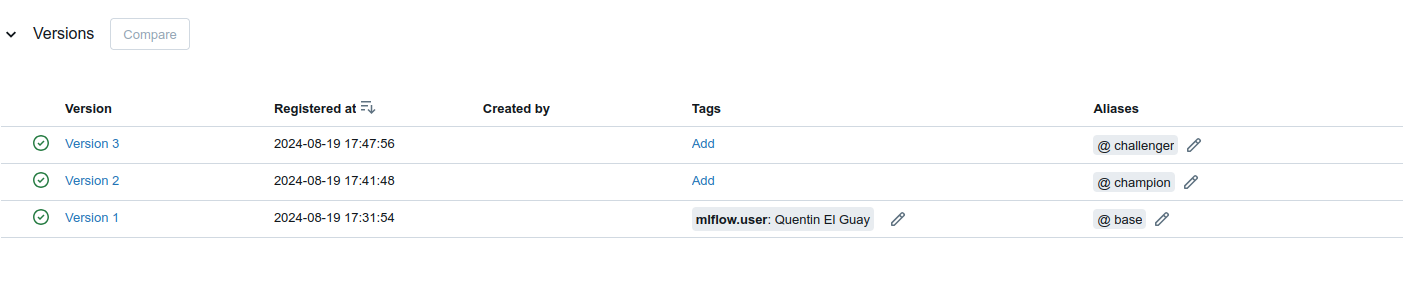 Versions Compare
Version Registered at Created by Tags Aliases
Version 3 2024-08-19 17:47:56 Add @ challenger
Version 2 2024-08-19 17:41:48 Add @ champion
Version 1 2024-08-19 17:31:54 mlflow.user: Quentin El Guay @ base